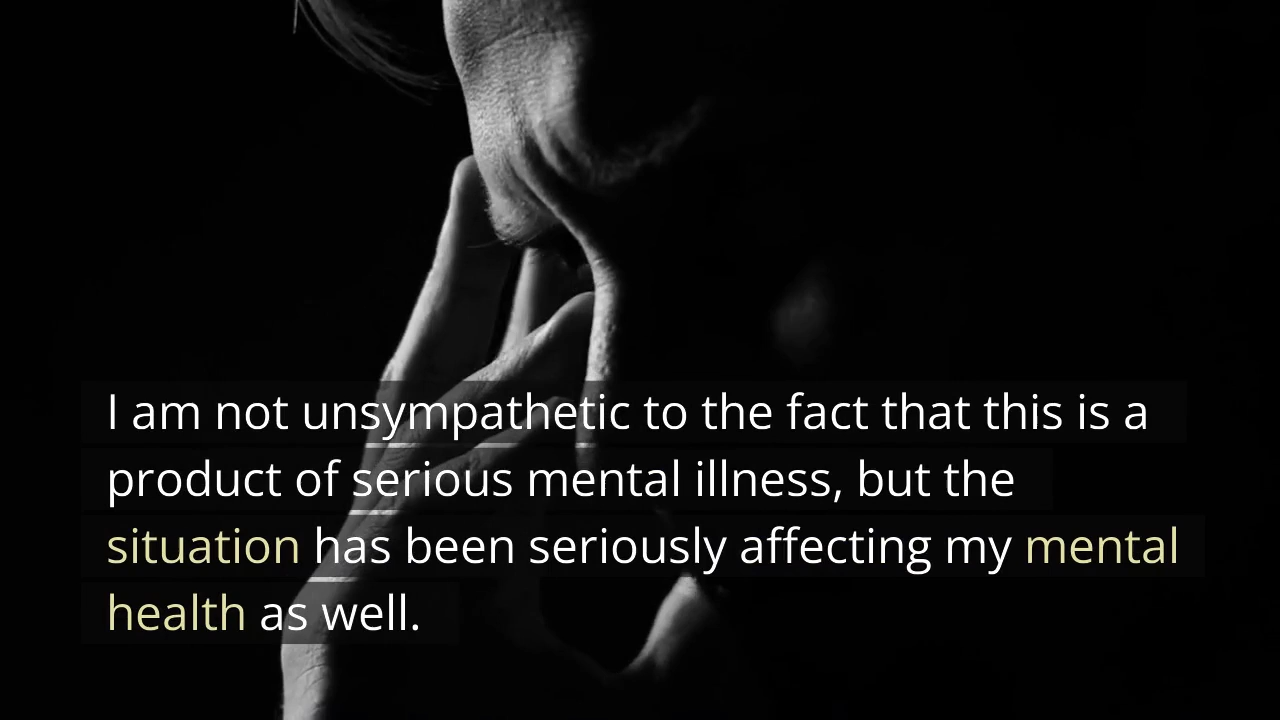 I am not unsympathetic to the fact that this is a
product of serious mental illness, but the
situation has been seriously affecting my mental
health as well.